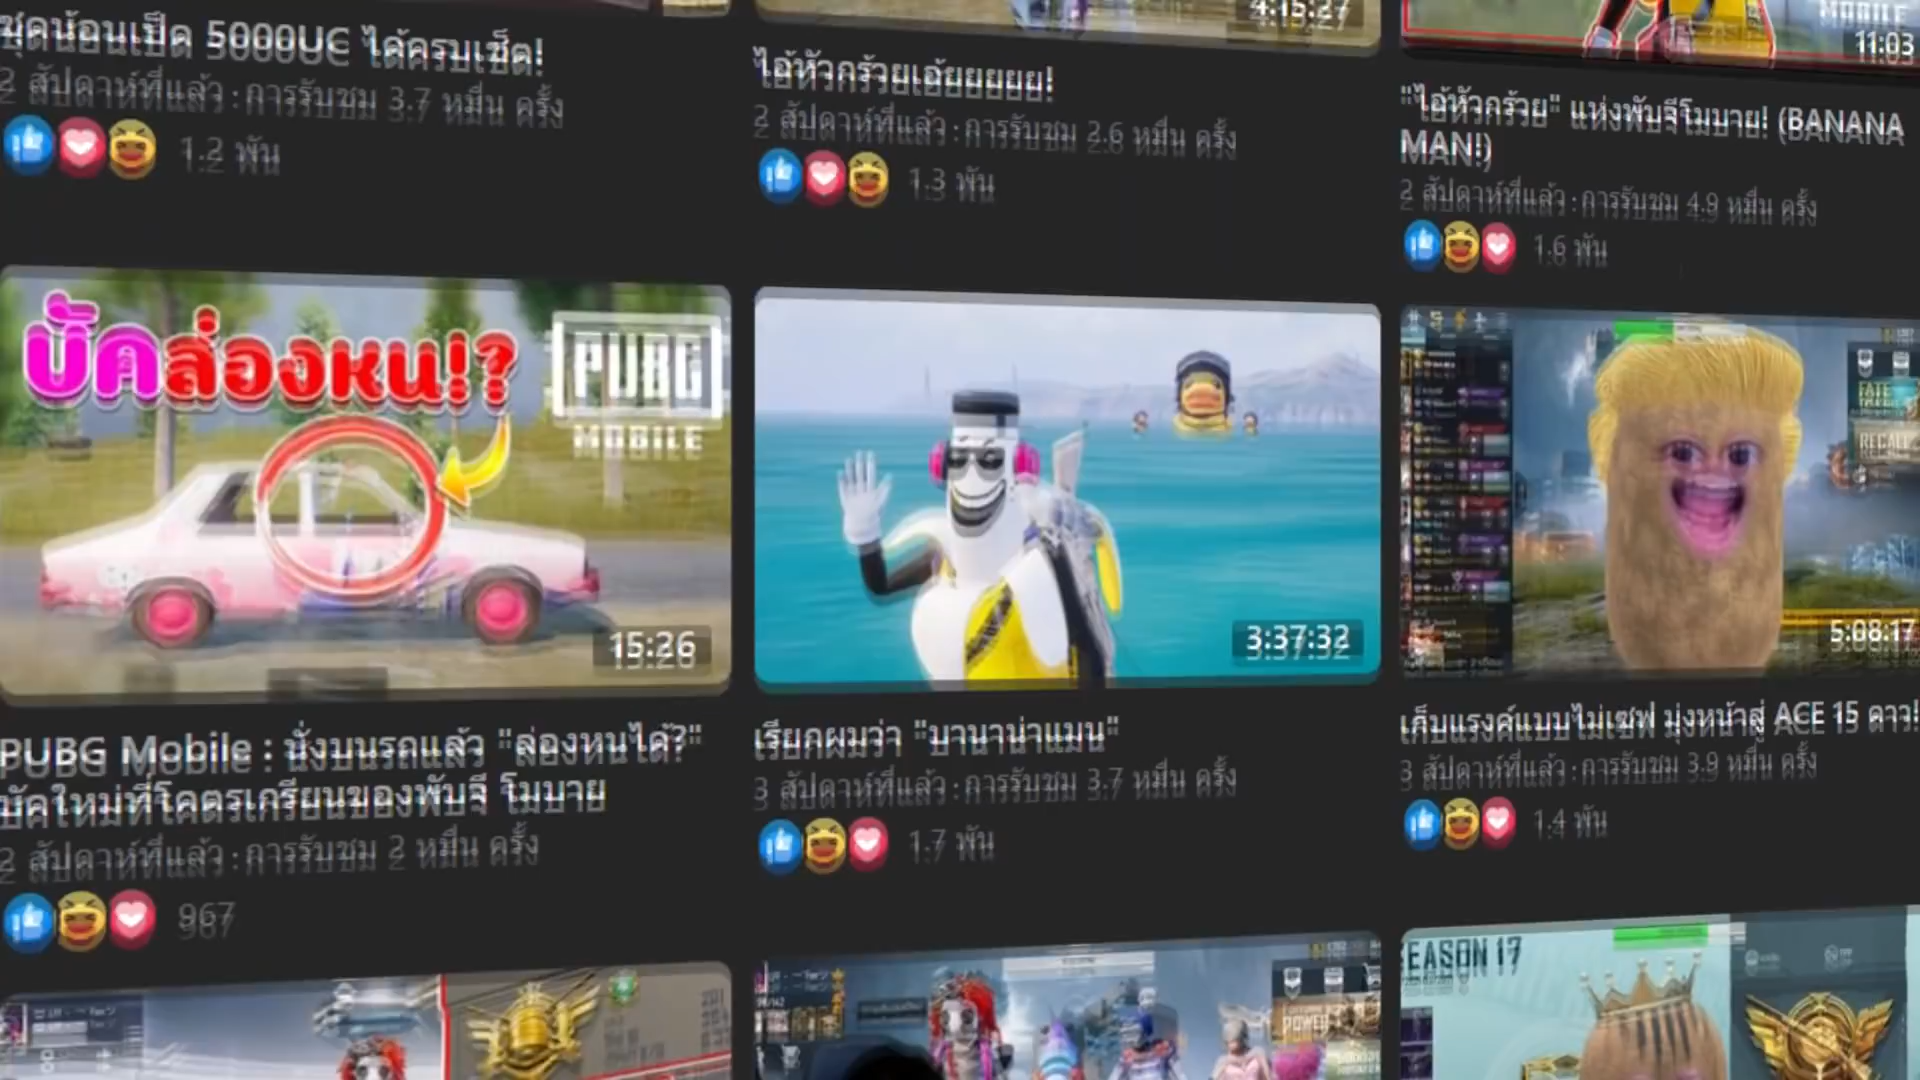 ชุดน้อนเป็ด 5000UC ได้ครบเซ็ต!
2 สัปดาห์ที่แล้ว · การรับชม 3.7 หมื่น ครั้ง
1.2 พัน
4:15:27
ไอ้หัวกรวยเอ้ยยยยย!
2 สัปดาห์ที่แล้ว · การรับชม 2.6 หมื่น ครั้ง
1.3 พัน
MOBILE
11:03
"ไอ้หัวกรวย" แห่งพับจีโมบาย! (BANANA
MAN!)
2 สัปดาห์ที่แล้ว · การรับชม 4.9 หมื่น ครั้ง
1.6 พัน
บั๊คล่องหน!?
PUBG
MOBILE
15:26
PUBG Mobile : นั่งบนรถแล้ว "ล่องหนได้?"
บัคใหม่ที่โคตรเกรียนของพับจี โมบาย
2 สัปดาห์ที่แล้ว · การรับชม 2 หมื่น ครั้ง
967
3:37:32
เรียกผมว่า "บานาน่าแมน"
3 สัปดาห์ที่แล้ว · การรับชม 3.7 หมื่น ครั้ง
1.7 พัน
RECALL
5:08:17
เก็บแรงค์แบบไม่เซฟ มุ่งหน้าสู่ ACE 15 ดาว!
3 สัปดาห์ที่แล้ว · การรับชม 3.9 หมื่น ครั้ง
1.4 พัน
POWER
EASON 17